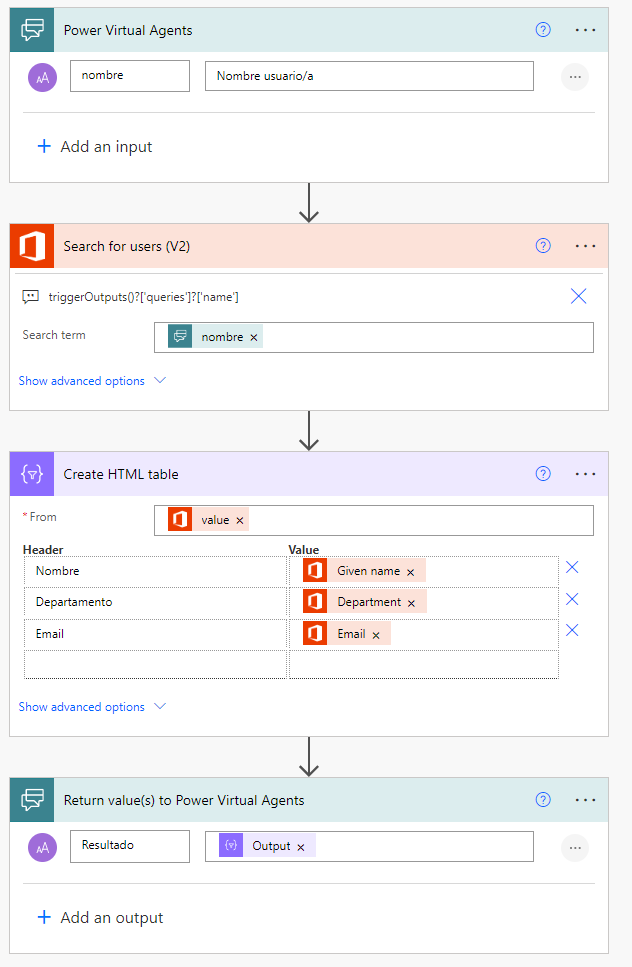 Power Virtual Agents
nombre Nombre usuario/a
Add an input
Search for users (V2)
triggerOutputs()?['queries']?['name']
Search term nombre
Show advanced options
Create HTML table
*From value
Header Value
Nombre Given name
Departamento Department
Email Email
Show advanced options
Return value(s) to Power Virtual Agents
Resultado Output
Add an output